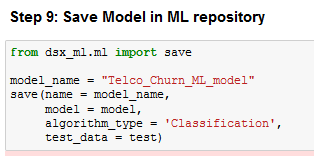 Step 9: Save Model in ML repository
from dsx_ml.ml import save
model_name = "Telco_Churn_ML_model"
save(name = model_name,
model = model,
algorithm_type = 'Classification',
test_data = test)